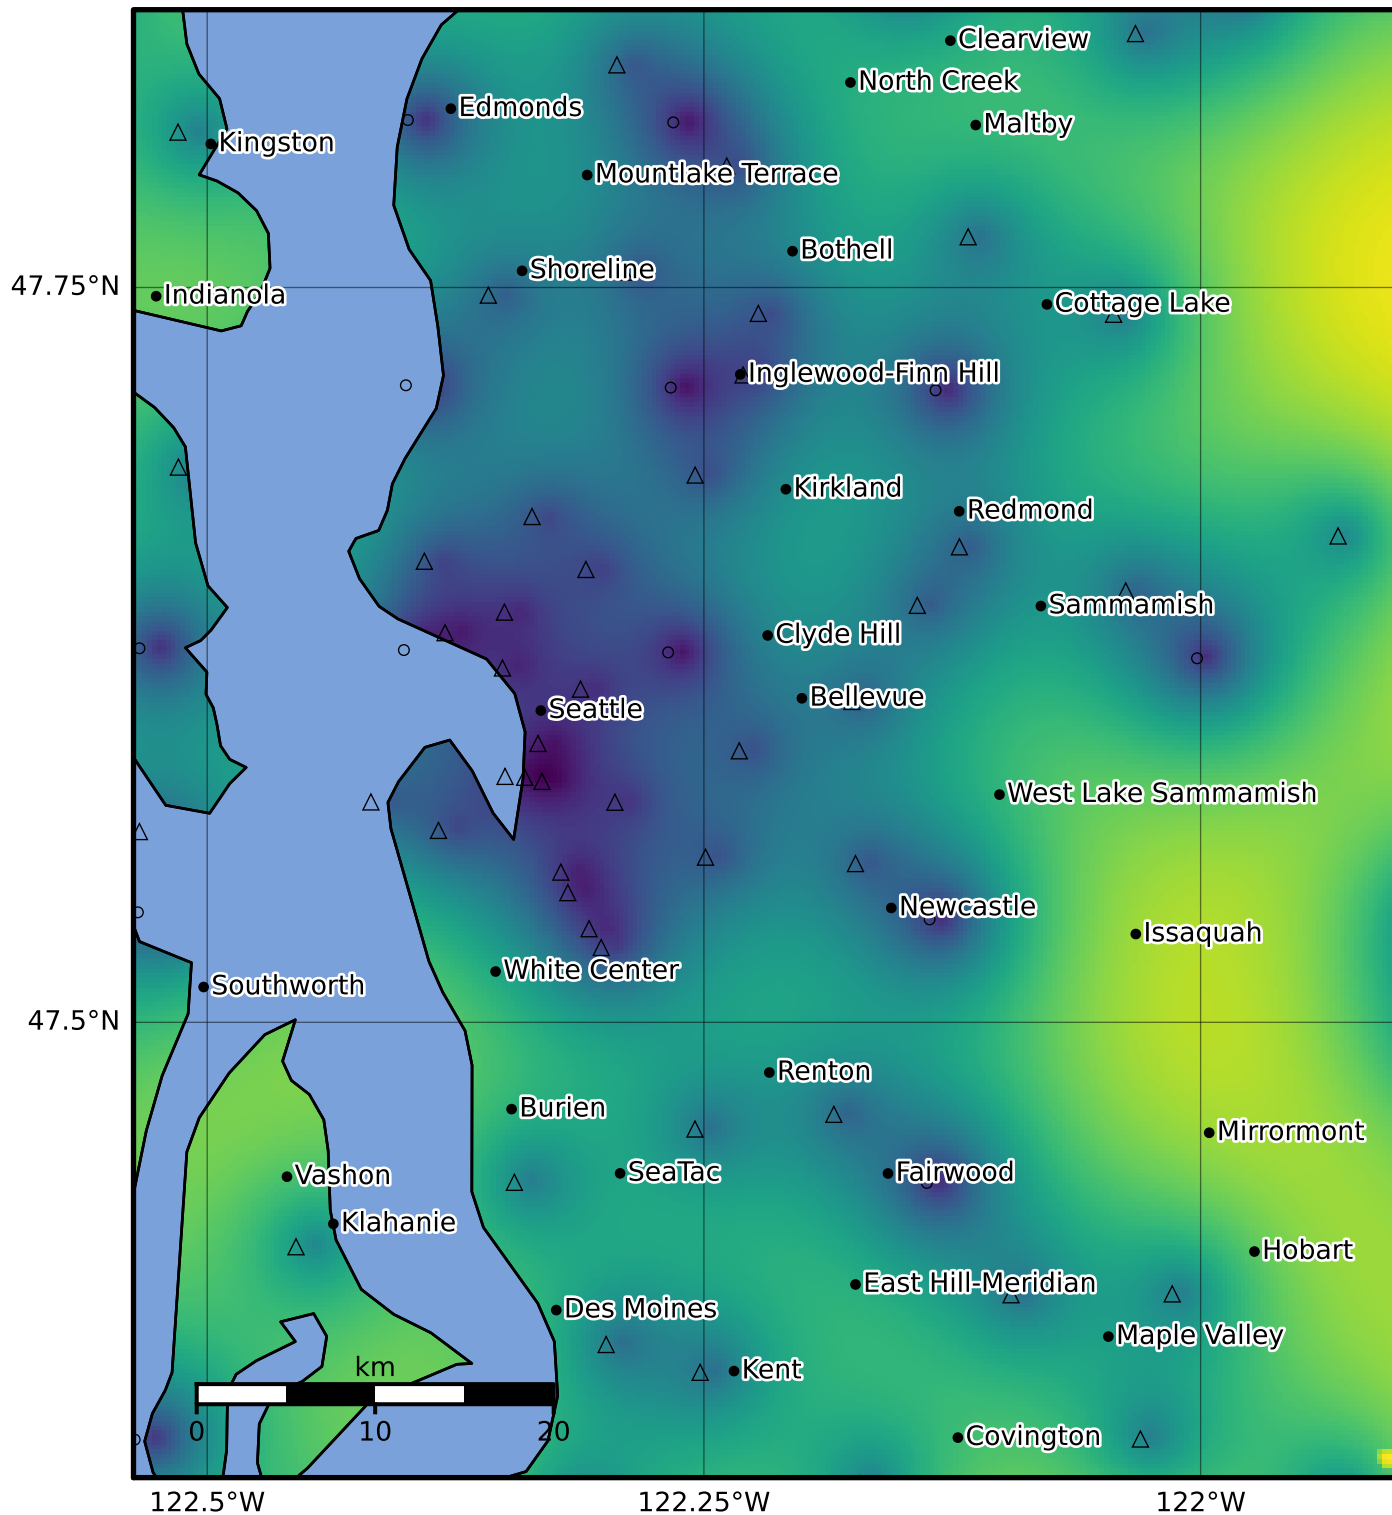 Clearview
North Creek
Edmonds
Maltby
Kingston
Mountlake Terrace
Bothell
Shoreline
47.75°N
Indianola
Cottage Lake
Inglewood-Finn Hill
Kirkland
Redmond
Sammamish
Clyde Hill
Bellevue
Seattle
West Lake Sammamish
Newcastle
Issaquah
White Center
Southworth
47.5°N
Renton
Burien
Mirrormont
SeaTac
Fairwood
Vashon
Klahanie
Hobart
East Hill-Meridian
Des Moines
Maple Valley
km
Kent
0 10 20
Covington
122.5°W 122.25°W 122°W